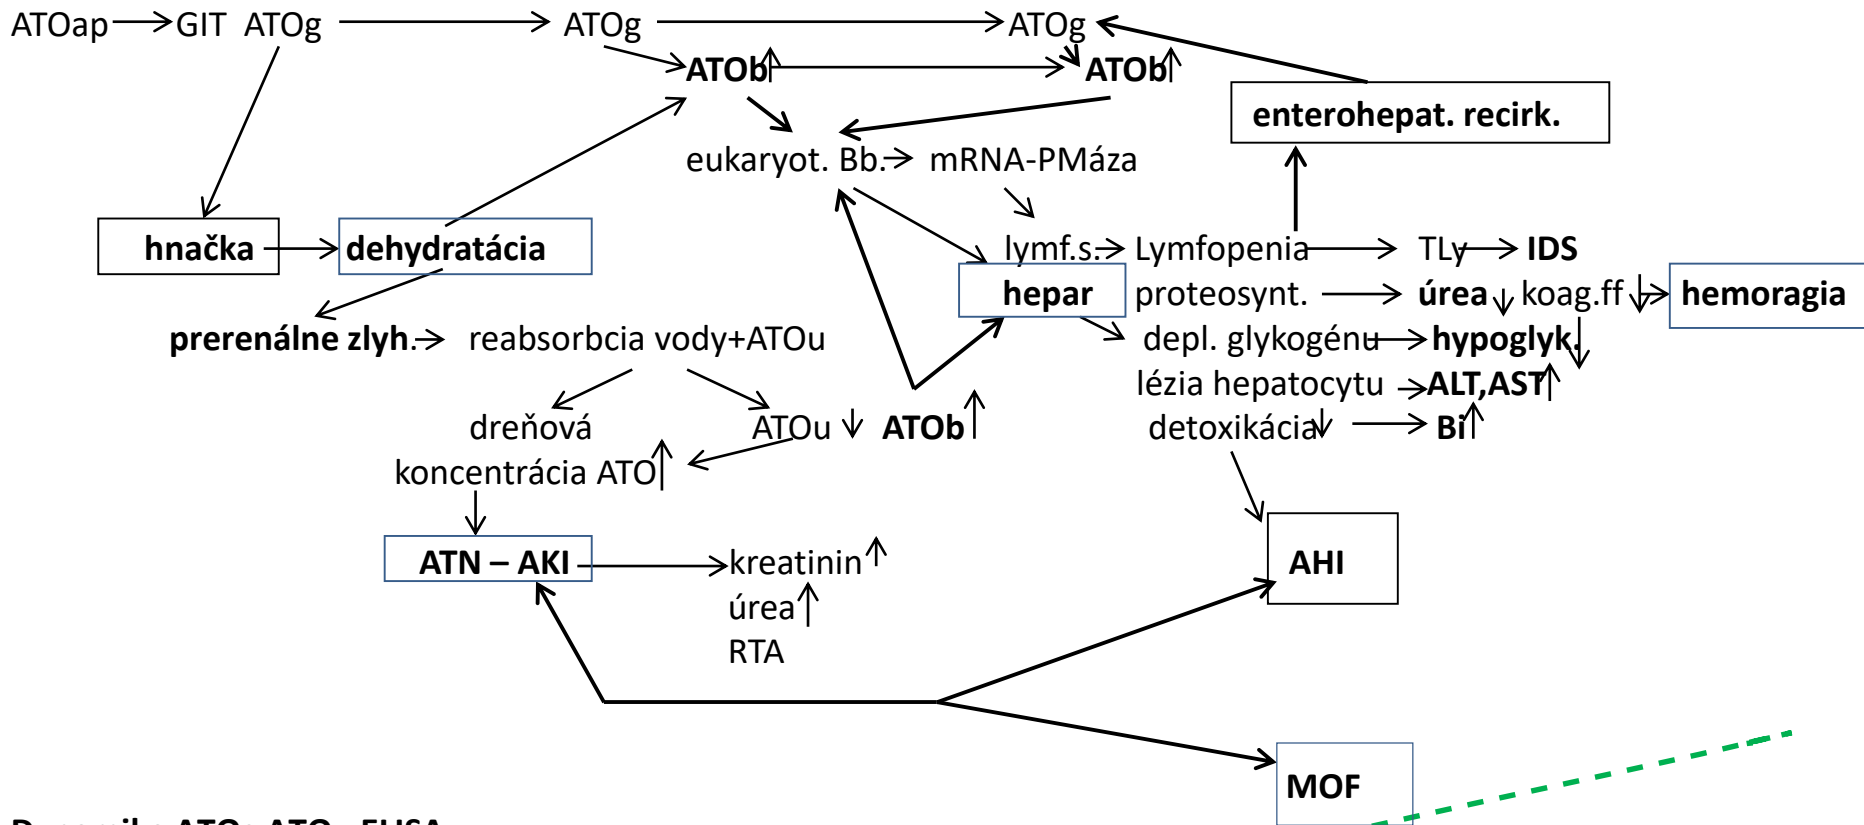 ATOap GIT ATOg ATOg ATOg
ATOb ATOb
enterohepat. recirk.
eukaryot. Bb. mRNA-PMáza
hnačka dehydratácia lymf.s. Lymfopenia TLy IDS
hepar proteosynt. úrea koag.ff hemoragia
prerenálne zlyh. reabsorbcia vody+ATOu depl. glykogénu hypoglyk.
lézia hepatocytu ALT,AST
dreňová ATOu ATOb detoxikácia Bi
koncentrácia ATO
ATN – AKI kreatinin AHI
úrea
RTA
MOF